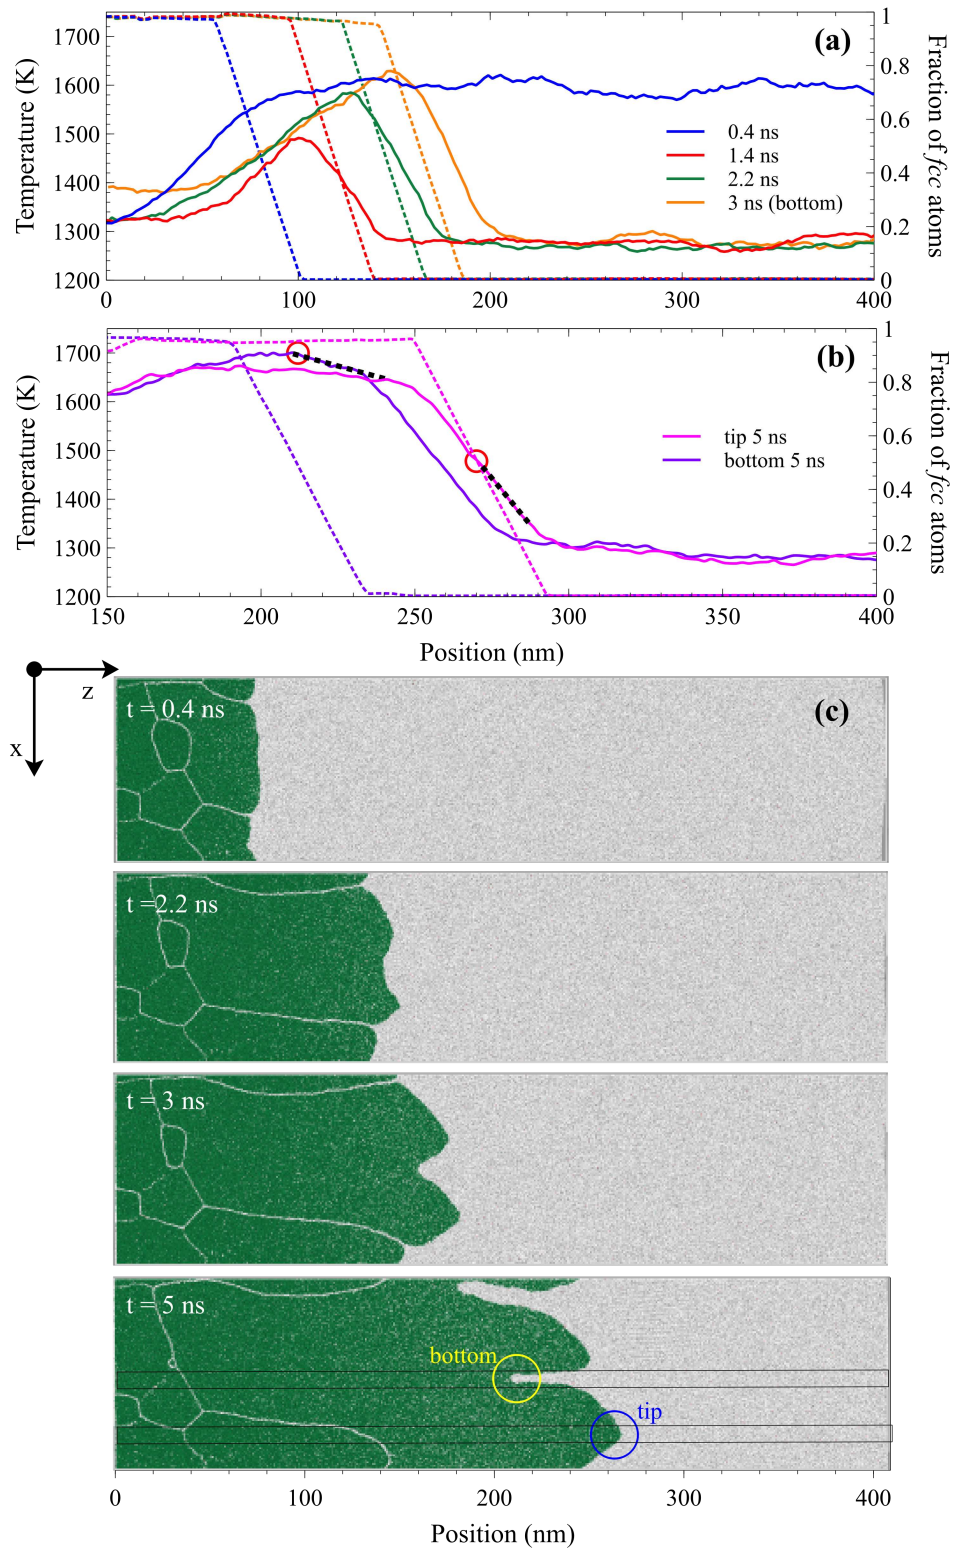 (a)
Temperature (K)
Fraction of fcc atoms
1700
1600
1500
1400
1300
1200
1
0.8
0.6
0.4
0.2
0
0.4 ns
1.4 ns
2.2 ns
3 ns (bottom)
0 100 200 300 400
(b)
Temperature (K)
Fraction of fcc atoms
1700
1600
1500
1400
1300
1200
1
0.8
0.6
0.4
0.2
0
tip 5 ns
bottom 5 ns
150 200 250 300 350 400
Position (nm)
z
x
(c)
t = 0.4 ns
t =2.2 ns
t = 3 ns
t = 5 ns
bottom
tip
0 100 200 300 400
Position (nm)